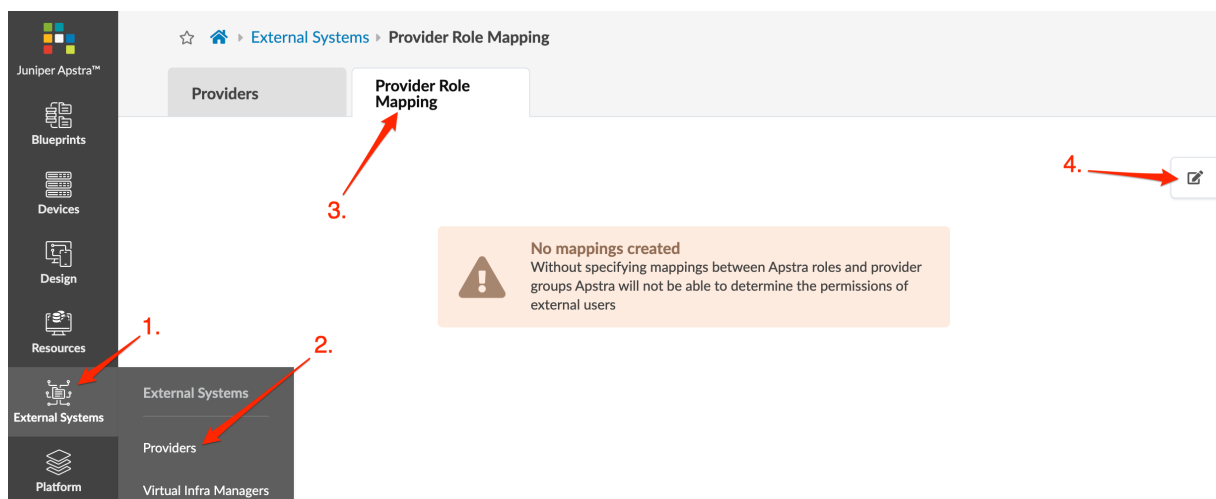 Juniper Apstra™
Blueprints
Devices
Design
Resources
External Systems
Platform
External Systems
Providers
Virtual Infra Managers
External Systems Provider Role Mapping
Providers
Provider Role
Mapping
No mappings created
Without specifying mappings between Apstra roles and provider
groups Apstra will not be able to determine the permissions of
external users
1.
2.
3.
4.